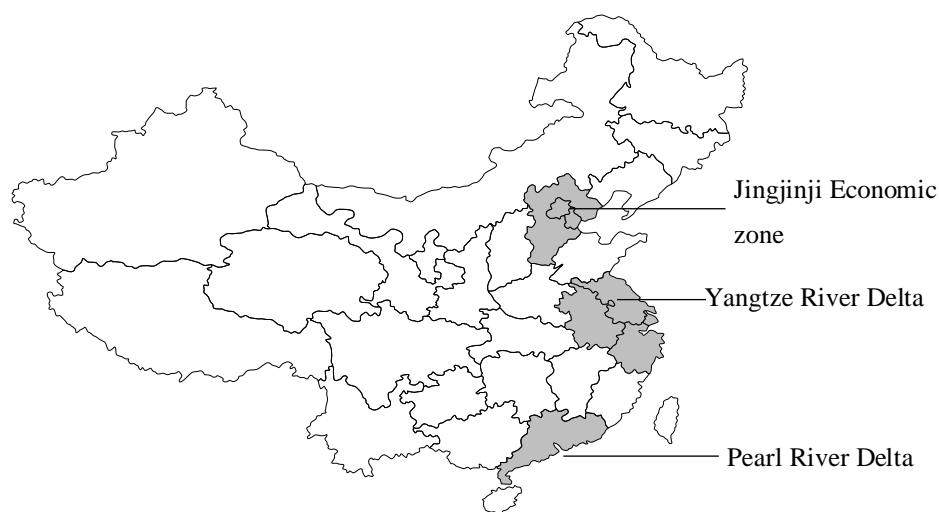 Jingjinji Economic
zone
Yangtze River Delta
Pearl River Delta